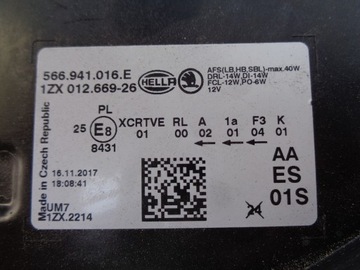 566.941.016.E
1ZX 012.669-26
HELLA
AFS(LB,HB,SBL)-max.40W
DRL-14W,DI-14W
FCL-12W,PO-6W
12V
PL
25 E8
8431
XCRTVE RL A 1a F3 K
01 00 02 01 04 01
Made in Czech Republic
16.11.2017
18:08:41
UM7
1ZX.2214
AA
ES
01S